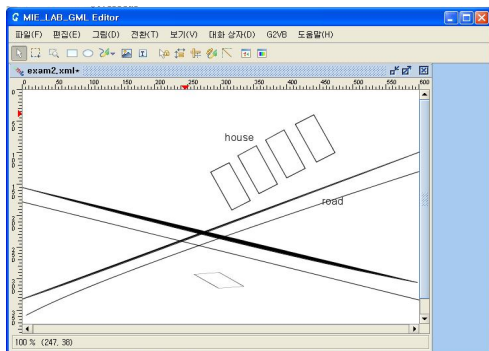 MIE_LAB_GML Editor
파일(F) 편집(E) 그림(D) 전환(T) 보기(V) 대화 상자(D) G2VB 도움말(H)
exam2,xml*
0 50 100 150 200 250 300 350 400 450 500 550 600
house
road
100 % (247, 38)